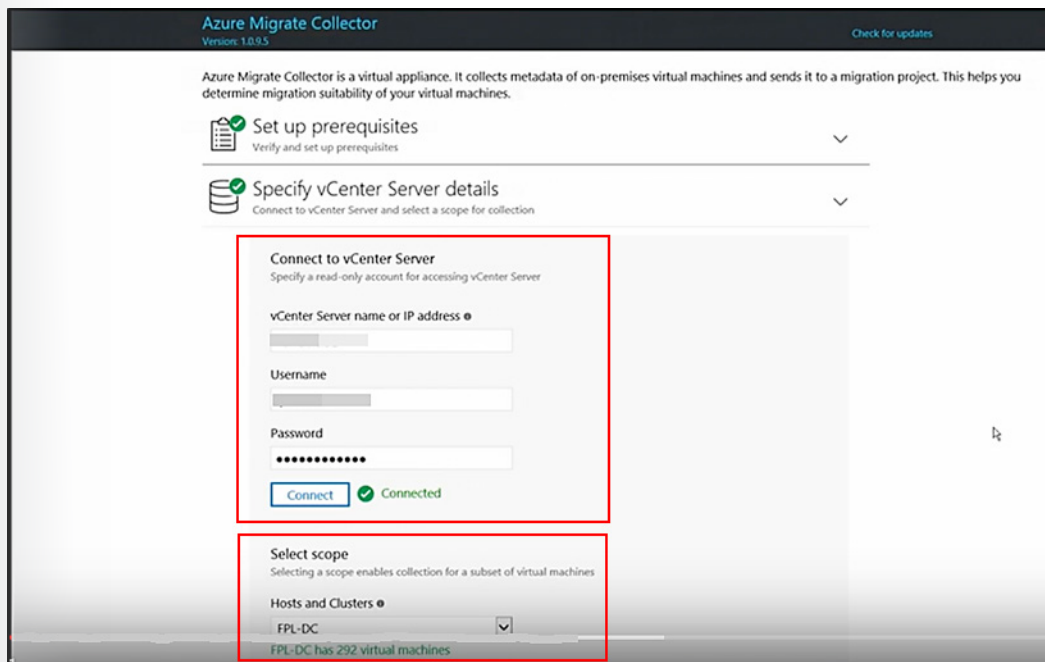 Azure Migrate Collector
Version: 1.0.9.5
Check for updates
Azure Migrate Collector is a virtual appliance. It collects metadata of on-premises virtual machines and sends it to a migration project. This helps you
determine migration suitability of your virtual machines.
Set up prerequisites
Verify and set up prerequisites
Specify vCenter Server details
Connect to vCenter Server and select a scope for collection
Connect to vCenter Server
Specify a read-only account for accessing vCenter Server
vCenter Server name or IP address
Username
Password
••••••••••••
Connect
Connected
Select scope
Selecting a scope enables collection for a subset of virtual machines
Hosts and Clusters
FPL-DC
FPL-DC has 292 virtual machines